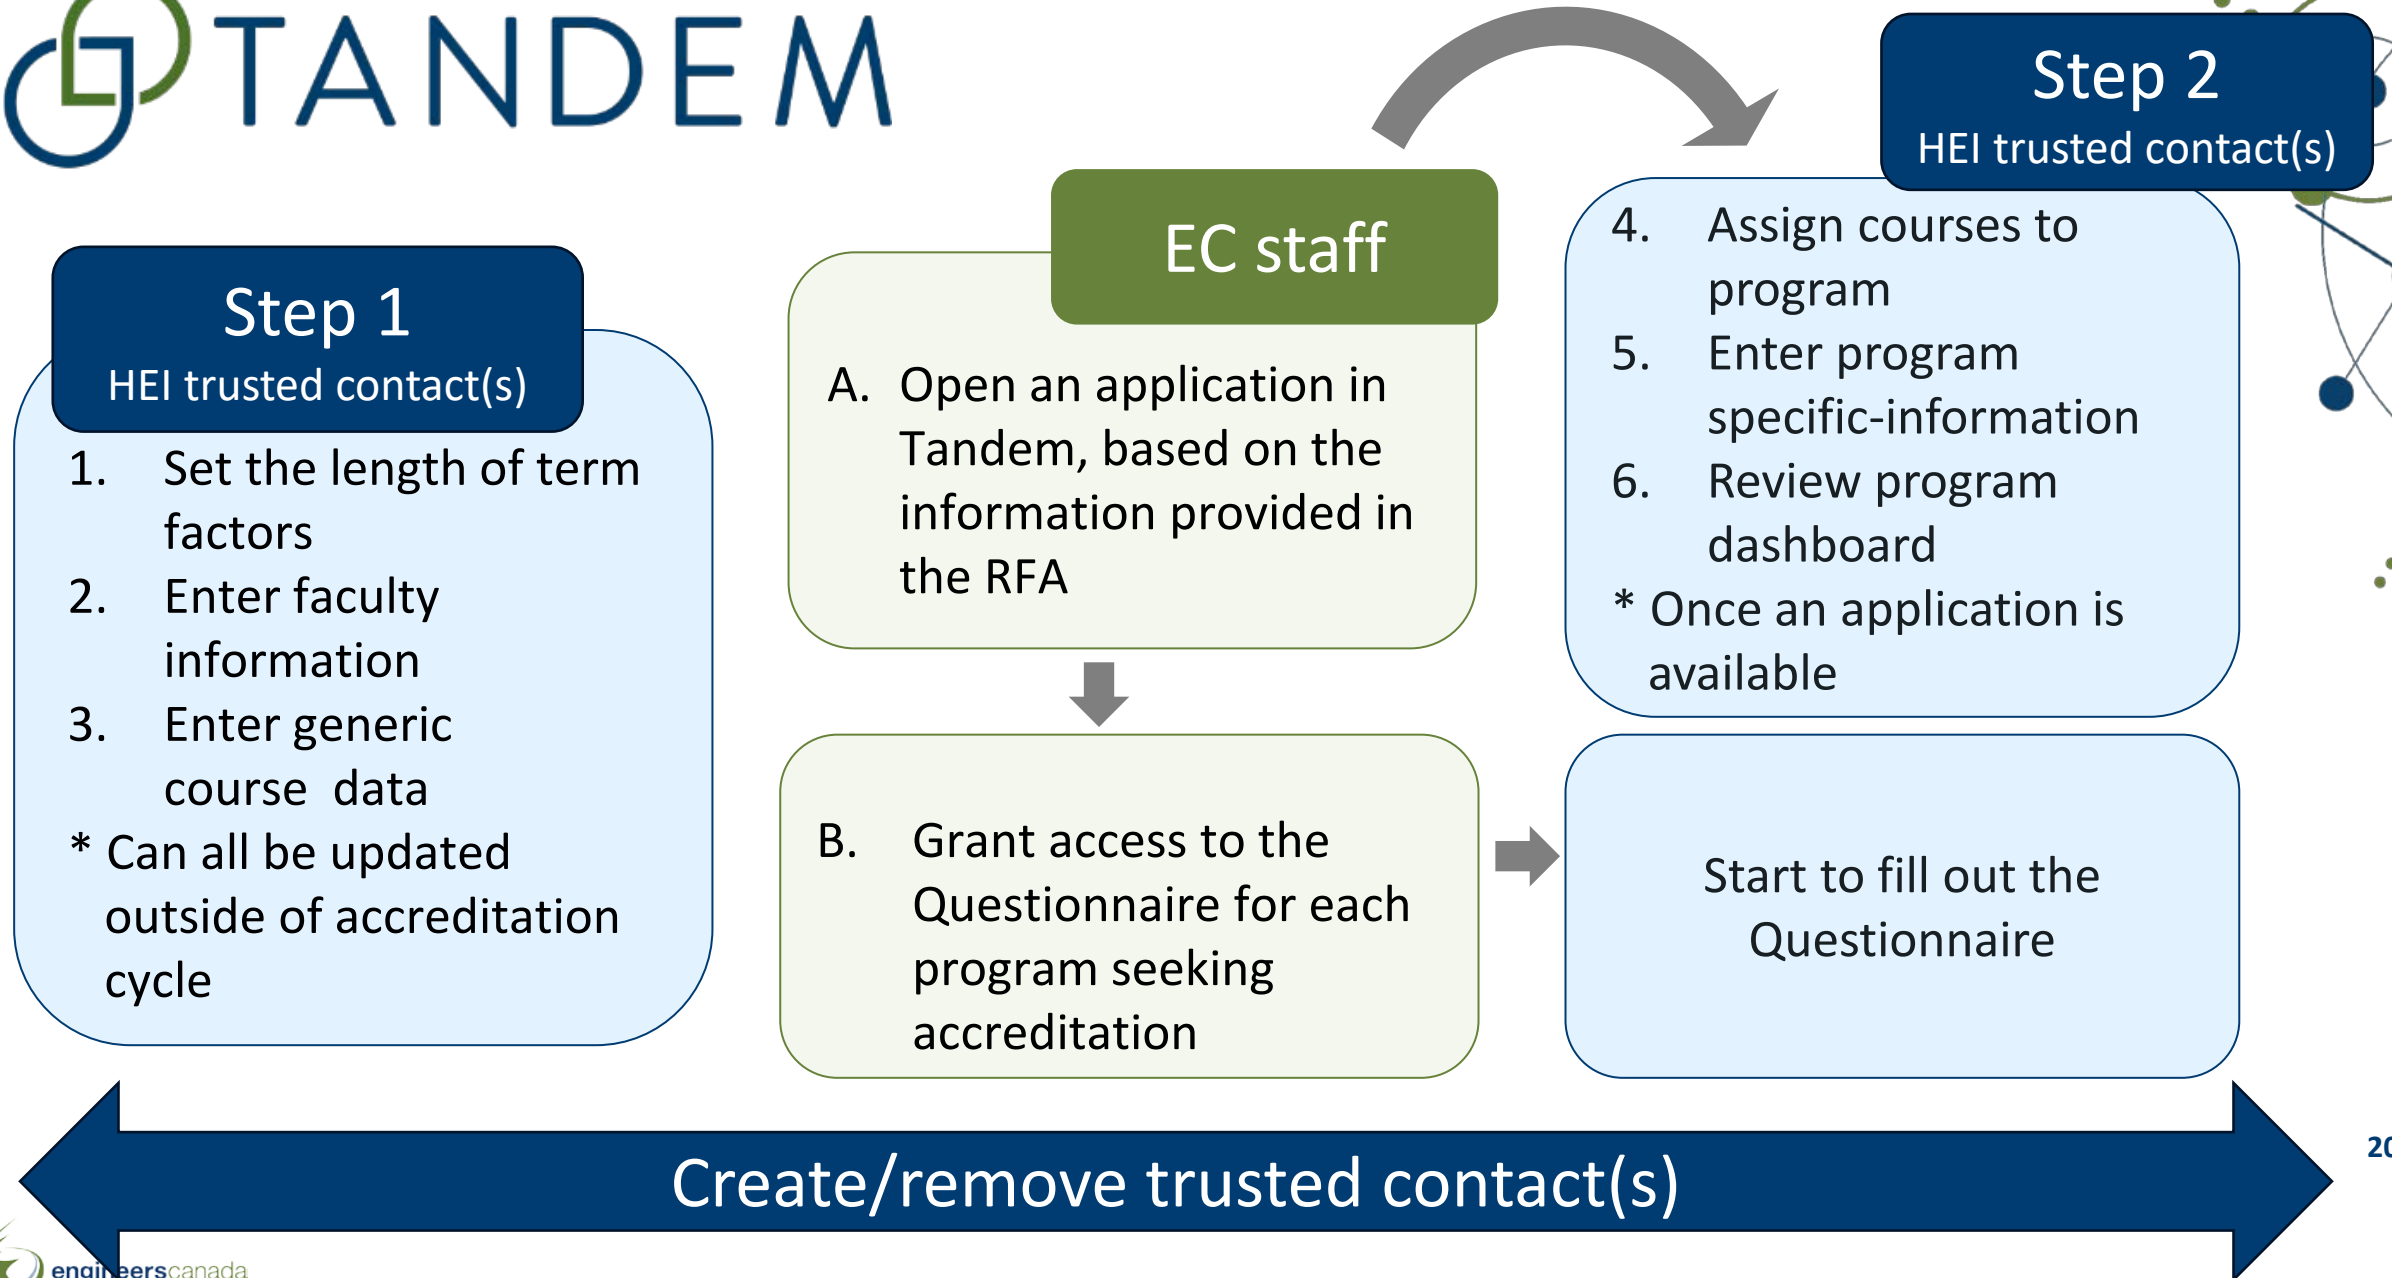 TANDEM
Step 1
HEI trusted contact(s)
1. Set the length of term
factors
2. Enter faculty
information
3. Enter generic
course data
* Can all be updated
outside of accreditation
cycle
EC staff
A. Open an application in
Tandem, based on the
information provided in
the RFA
B. Grant access to the
Questionnaire for each
program seeking
accreditation
Step 2
HEI trusted contact(s)
4. Assign courses to
program
5. Enter program
specific-information
6. Review program
dashboard
* Once an application is
available
Start to fill out the
Questionnaire
Create/remove trusted contact(s)
20
engineerscanada